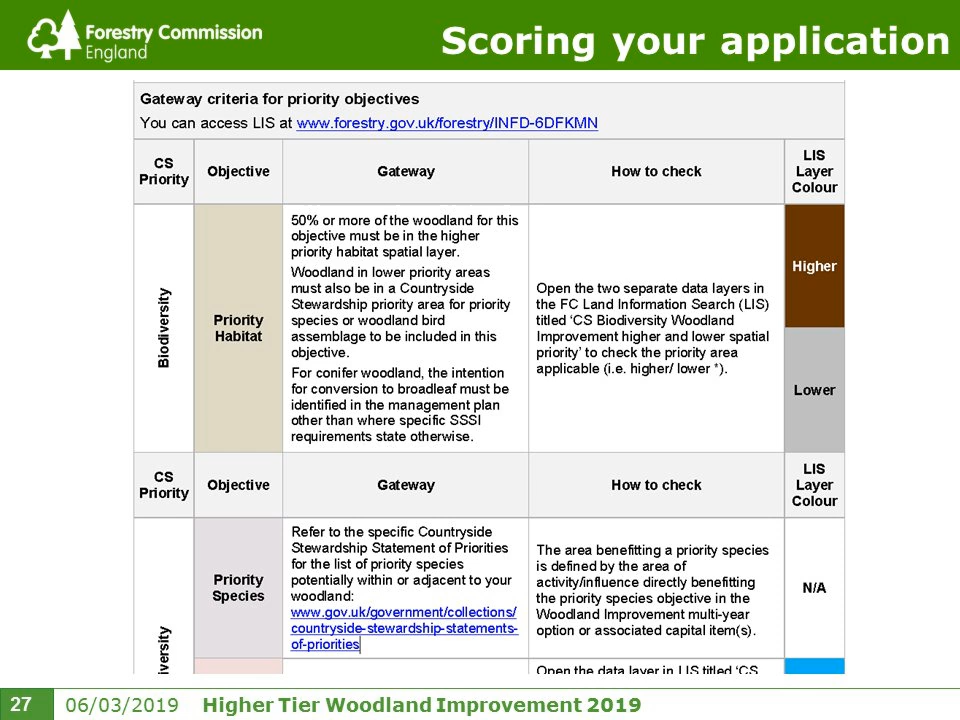 Forestry Commission
England
Scoring your application
Gateway criteria for priority objectives
You can access LIS at www.forestry.gov.uk/forestry/INFD-6DFKMN
CS
Priority
Objective
Gateway
How to check
LIS
Layer
Colour
Biodiversity
Priority
Habitat
50% or more of the woodland for this
objective must be in the higher
priority habitat spatial layer.
Woodland in lower priority areas
must also be in a Countryside
Stewardship priority area for priority
species or woodland bird
assemblage to be included in this
objective.
For conifer woodland, the intention
for conversion to broadleaf must be
identified in the management plan
other than where specific SSSI
requirements state otherwise.
Open the two separate data layers in
the FC Land Information Search (LIS)
titled ‘CS Biodiversity Woodland
Improvement higher and lower spatial
priority’ to check the priority area
applicable (i.e. higher/ lower *).
Higher
Lower
CS
Priority
Objective
Gateway
How to check
LIS
Layer
Colour
iversity
Priority
Species
Refer to the specific Countryside
Stewardship Statement of Priorities
for the list of priority species
potentially within or adjacent to your
woodland:
www.gov.uk/government/collections/
countryside-stewardship-statements-
of-priorities
The area benefitting a priority species
is defined by the area of
activity/influence directly benefitting
the priority species objective in the
Woodland Improvement multi-year
option or associated capital item(s).
N/A
Open the data layer in LIS titled ‘CS
27
06/03/2019
Higher Tier Woodland Improvement 2019